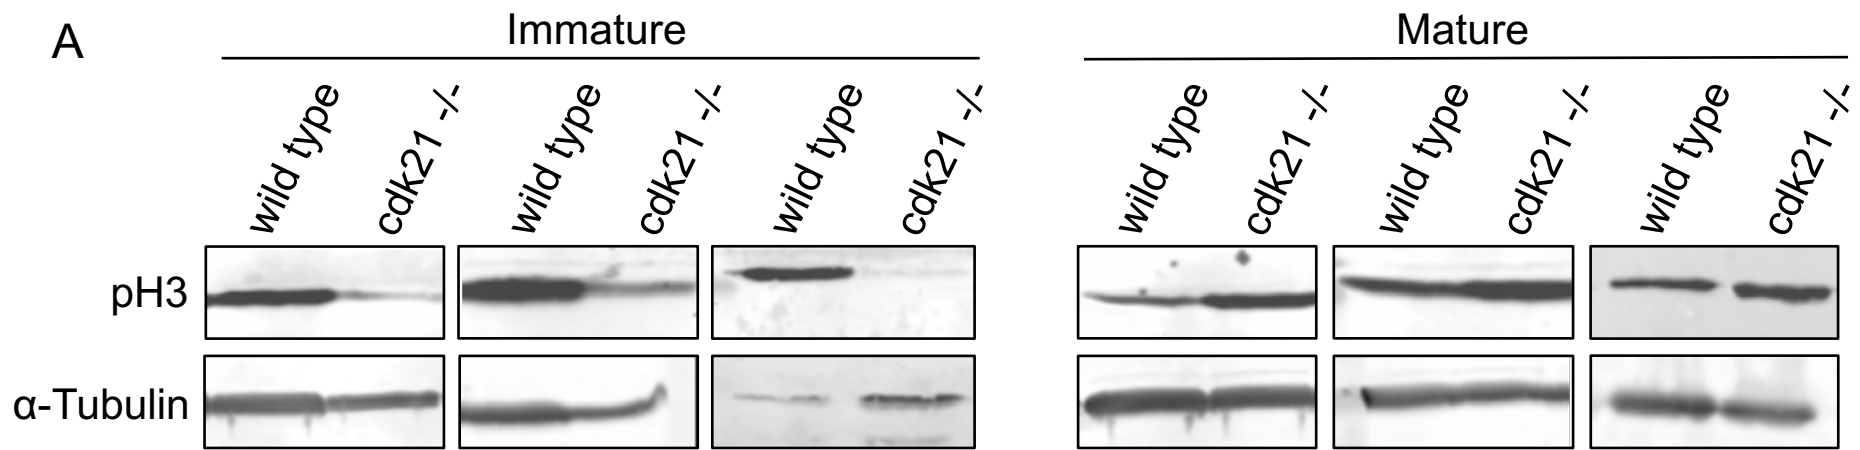 A
Immature
Mature
wild type
cdk21 -/-
wild type
cdk21 -/-
wild type
cdk21 -/-
wild type
cdk21 -/-
wild type
cdk21 -/-
wild type
cdk21 -/-
pH3
α-Tubulin